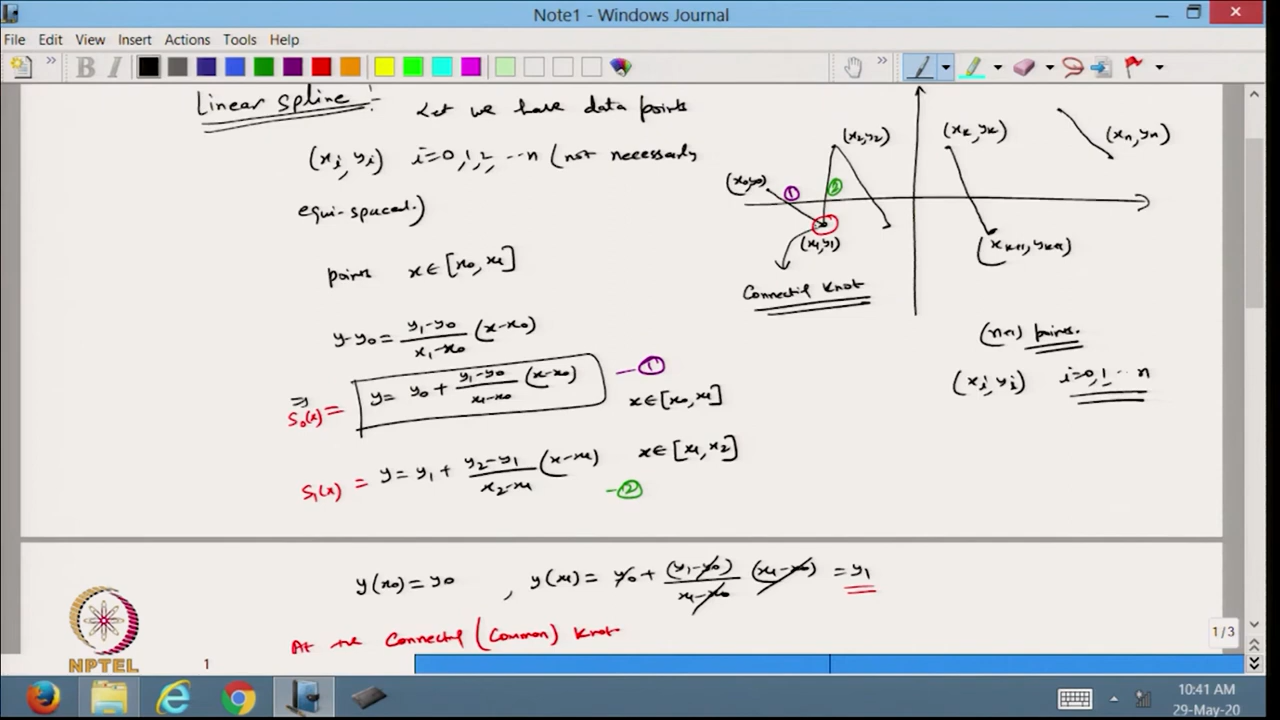 Note1 - Windows Journal
File Edit View Insert Actions Tools Help
Linear Spline :- Let we have data points
(xi, yi) i=0,1,2, ... n (not necessarily
equi-spaced.)
points x ∈ [x0, x1]
y-y0 = (y1-y0)/(x1-x0) (x-x0)
⇒ S0(x) = y = y0 + (y1-y0)/(x1-x0) (x-x0) - ①
x ∈ [x0, x1]
S1(x) = y = y1 + (y2-y1)/(x2-x1) (x-x1) x ∈ [x1, x2]
- ②
(x0,y0)
①
②
(x1,y1)
(x2,y2)
(xk, yk)
(xk+1, yk+1)
(xn, yn)
Connectil Knot
(n+1) points.
(xi, yi) i=0,1 ... n
y(x0) = y0 , y(x1) = y0 + (y1-y0)/(x1-x0) (x1-x0) = y1
At the Connectil (Common) Knot
NPTEL
1
1/3
10:41 AM
29-May-20